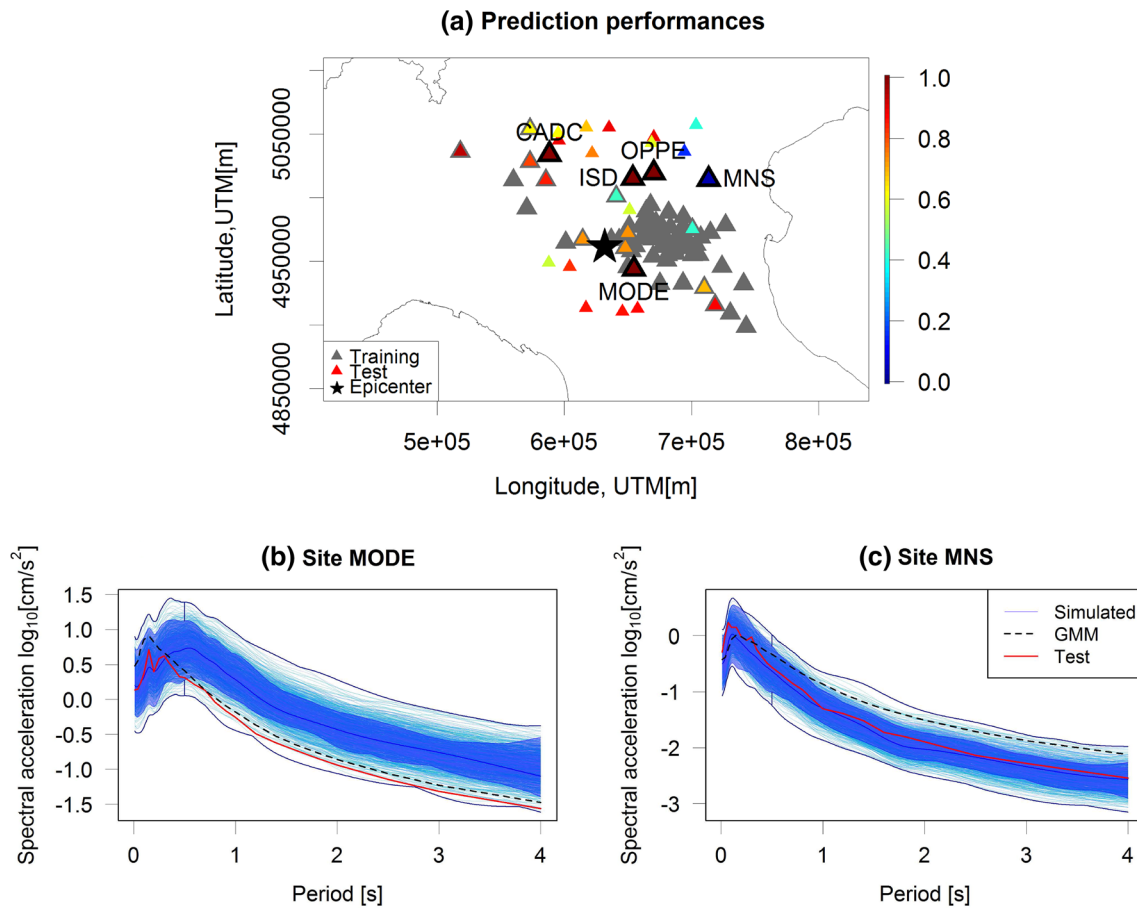 (a) Prediction performances
Latitude, UTM[m]
5050000
4950000
4850000
CADC
OPPE
ISD
MNS
MODE
Training
Test
Epicenter
1.0
0.8
0.6
0.4
0.2
0.0
5e+05 6e+05 7e+05 8e+05
Longitude, UTM[m]
(b) Site MODE
Spectral acceleration log10[cm/s²]
1.5
1.0
0.5
0.0
-0.5
-1.0
-1.5
0 1 2 3 4
Period [s]
(c) Site MNS
Spectral acceleration log10[cm/s²]
0
-1
-2
-3
Simulated
GMM
Test
0 1 2 3 4
Period [s]